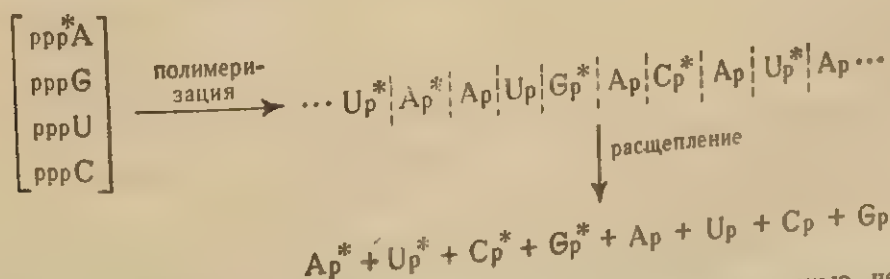 ppp*A
pppG
pppU
pppC
полимери-
зация
··· Up* Ap* Ap Up Gp* Ap Cp* Ap Up* Ap ···
расщепление
Ap* + Up* + Cp* + Gp* + Ap + Up + Cp + Gp